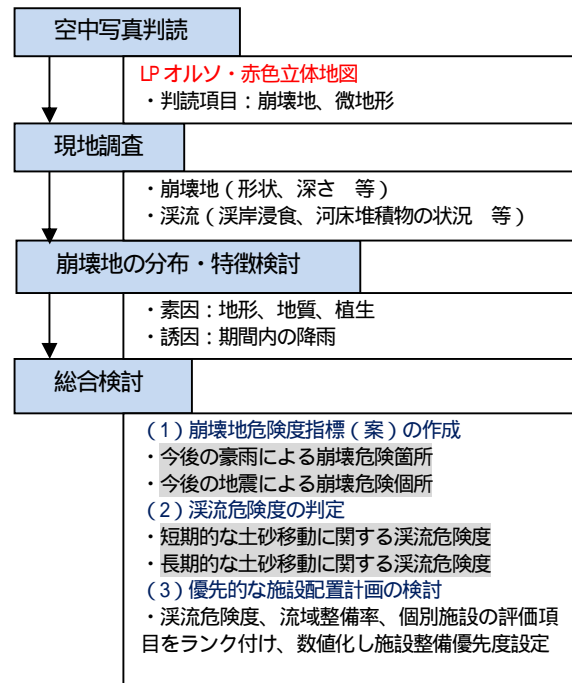 空中写真判読
LPオルソ・赤色立体地図
・判読項目：崩壊地、微地形
現地調査
・崩壊地（形状、深さ　等）
・渓流（渓岸浸食、河床堆積物の状況　等）
崩壊地の分布・特徴検討
・素因：地形、地質、植生
・誘因：期間内の降雨
総合検討
（1）崩壊地危険度指標（案）の作成
・今後の豪雨による崩壊危険箇所
・今後の地震による崩壊危険個所
（2）渓流危険度の判定
・短期的な土砂移動に関する渓流危険度
・長期的な土砂移動に関する渓流危険度
（3）優先的な施設配置計画の検討
・渓流危険度、流域整備率、個別施設の評価項
目をランク付け、数値化し施設整備優先度設定